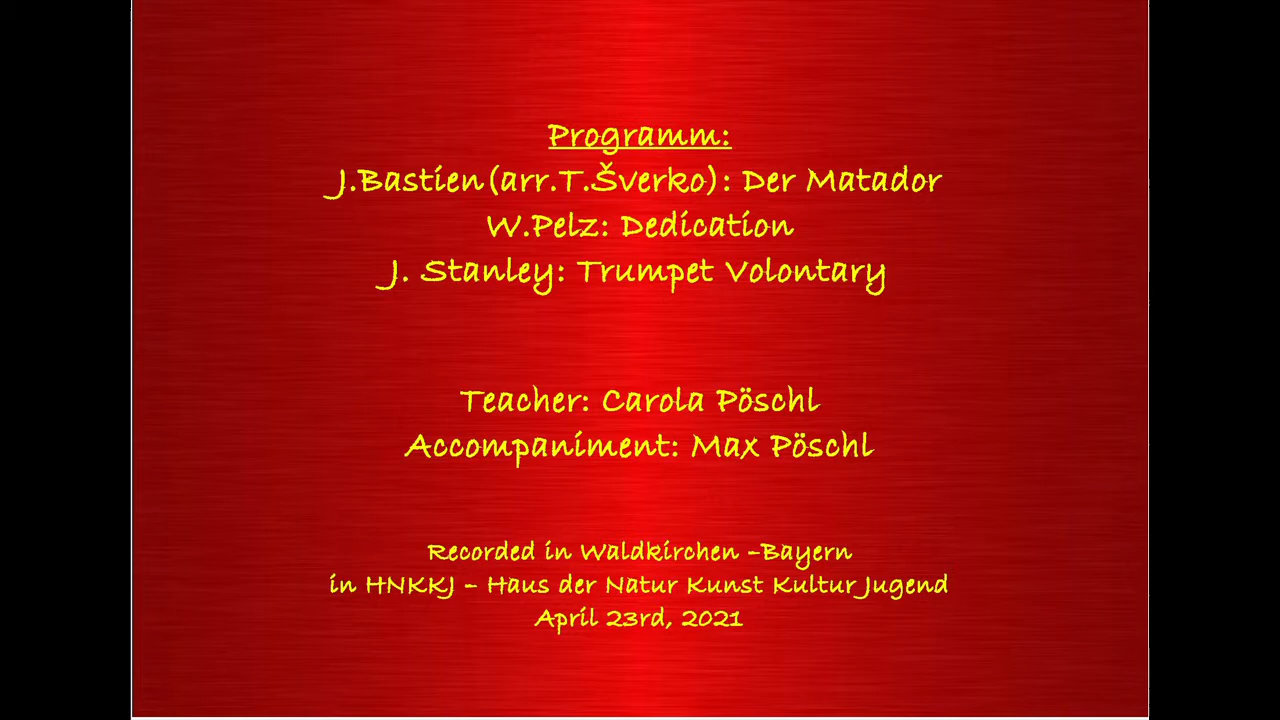 Programm:
J.Bastien(arr.T.Šverko): Der Matador
W.Pelz: Dedication
J. Stanley: Trumpet Volontary
Teacher: Carola Pöschl
Accompaniment: Max Pöschl
Recorded in Waldkirchen –Bayern
in HNKKJ – Haus der Natur Kunst Kultur Jugend
April 23rd, 2021